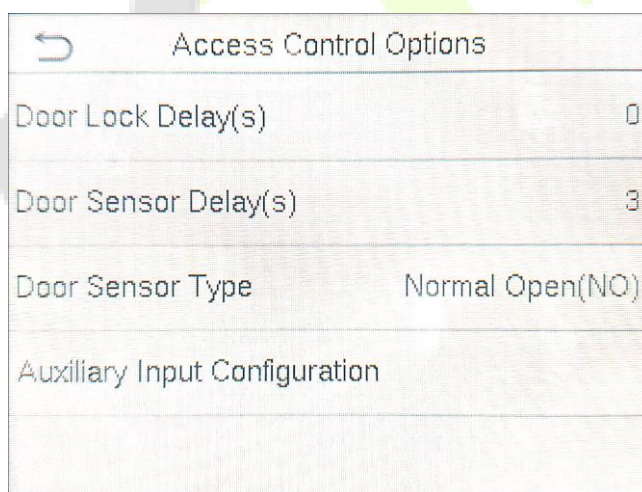 Access Control Options
Door Lock Delay(s) 0
Door Sensor Delay(s) 3
Door Sensor Type Normal Open(NO)
Auxiliary Input Configuration